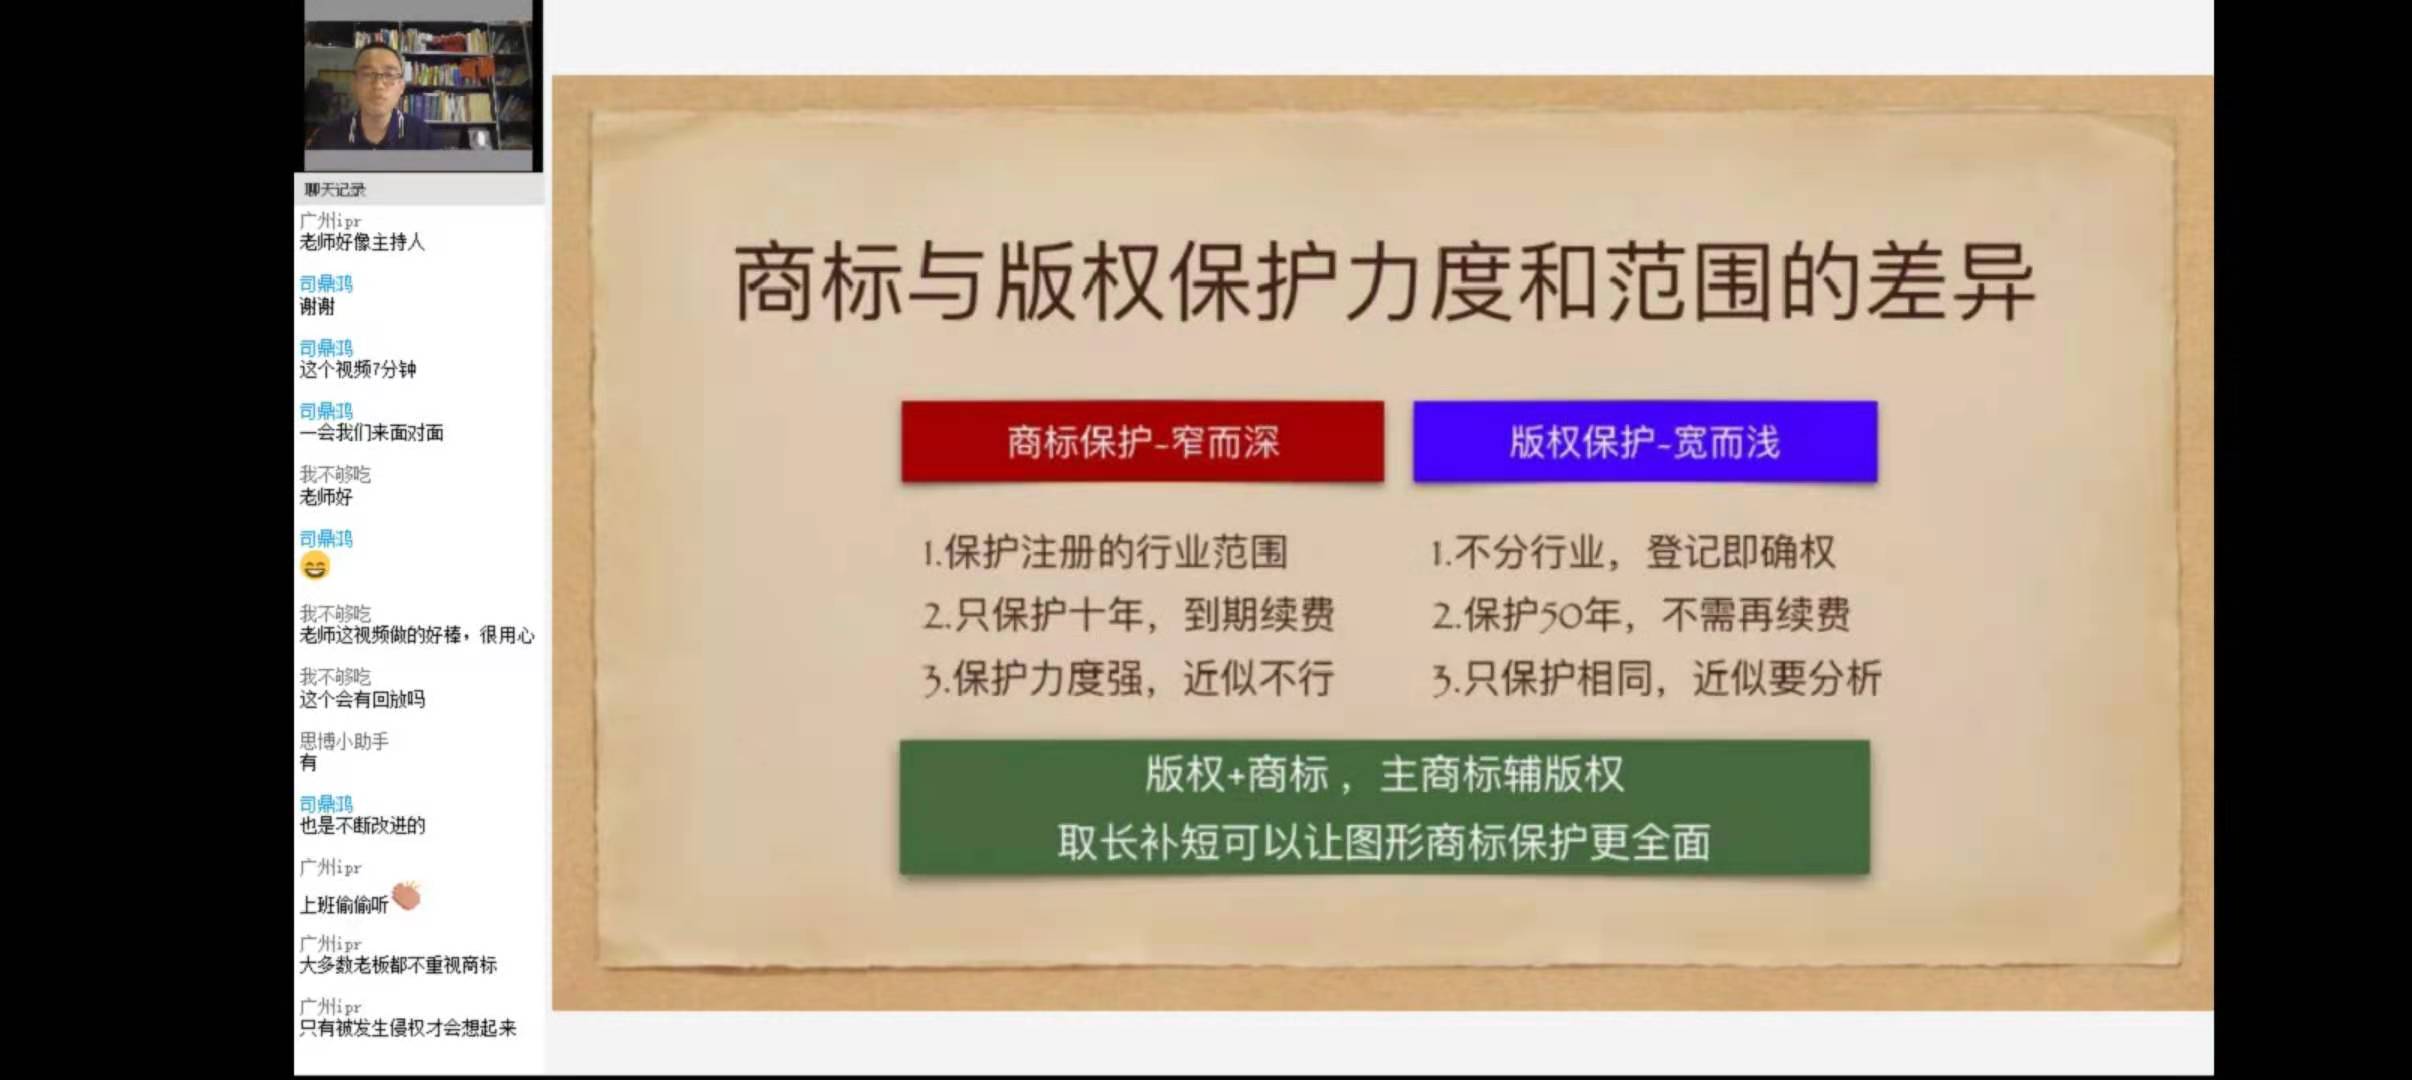 聊天记录
广州ipr
老师好像主持人
司鼎鸿
谢谢
司鼎鸿
这个视频7分钟
司鼎鸿
一会我们来面对面
我不够吃
老师好
司鼎鸿
😄
我不够吃
老师这视频做的好棒，很用心
我不够吃
这个会有回放吗
思博小助手
有
司鼎鸿
也是不断改进的
广州ipr
上班偷偷听👏
广州ipr
大多数老板都不重视商标
广州ipr
只有被发生侵权才会想起来
商标与版权保护力度和范围的差异
商标保护-窄而深
1.保护注册的行业范围
2.只保护十年，到期续费
3.保护力度强，近似不行
版权保护-宽而浅
1.不分行业，登记即确权
2.保护50年，不需再续费
3.只保护相同，近似要分析
版权+商标，主商标辅版权
取长补短可以让图形商标保护更全面